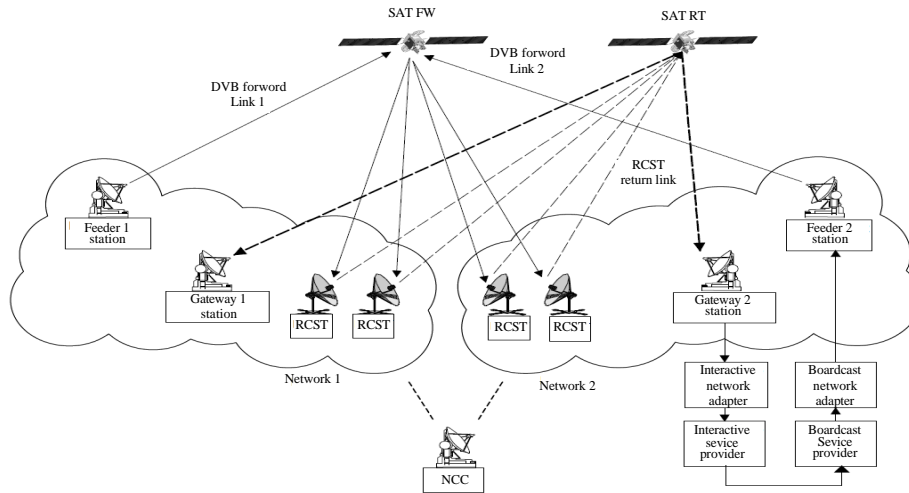 SAT FW
SAT RT
DVB forword
Link 1
DVB forword
Link 2
RCST
return link
Feeder 1
station
Feeder 2
station
Gateway 1
station
RCST
RCST
RCST
RCST
Gateway 2
station
Network 1
Network 2
Interactive
network
adapter
Boardcast
network
adapter
Interactive
sevice
provider
Boardcast
Sevice
provider
NCC